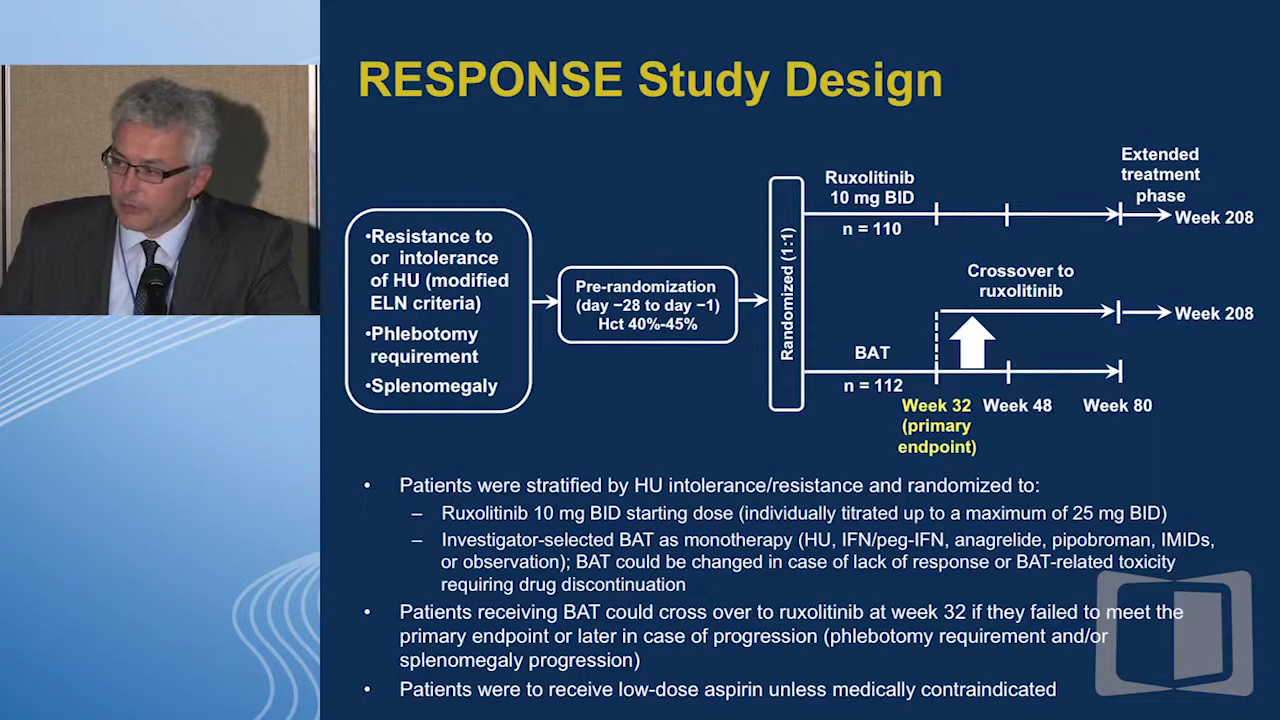 RESPONSE Study Design
•Resistance to
or intolerance
of HU (modified
ELN criteria)
•Phlebotomy
requirement
•Splenomegaly
Pre-randomization
(day −28 to day −1)
Hct 40%-45%
Randomized (1:1)
Ruxolitinib
10 mg BID
n = 110
Extended
treatment
phase
Week 208
Crossover to
ruxolitinib
Week 208
BAT
n = 112
Week 32
(primary
endpoint)
Week 48
Week 80
• Patients were stratified by HU intolerance/resistance and randomized to:
– Ruxolitinib 10 mg BID starting dose (individually titrated up to a maximum of 25 mg BID)
– Investigator-selected BAT as monotherapy (HU, IFN/peg-IFN, anagrelide, pipobroman, IMIDs,
or observation); BAT could be changed in case of lack of response or BAT-related toxicity
requiring drug discontinuation
• Patients receiving BAT could cross over to ruxolitinib at week 32 if they failed to meet the
primary endpoint or later in case of progression (phlebotomy requirement and/or
splenomegaly progression)
• Patients were to receive low-dose aspirin unless medically contraindicated